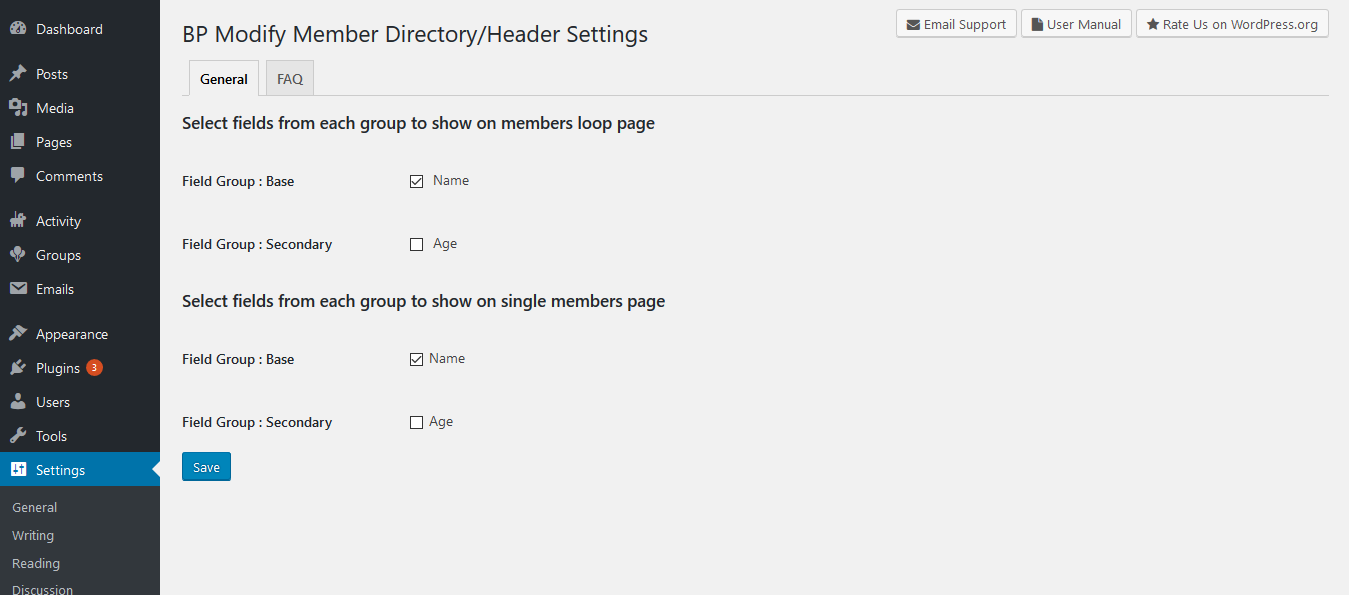 Dashboard
Posts
Media
Pages
Comments
Activity
Groups
Emails
Appearance
Plugins 3
Users
Tools
Settings
General
Writing
Reading
Discussion
BP Modify Member Directory/Header Settings
Email Support
User Manual
Rate Us on WordPress.org
General
FAQ
Select fields from each group to show on members loop page
Field Group : Base Name
Field Group : Secondary Age
Select fields from each group to show on single members page
Field Group : Base Name
Field Group : Secondary Age
Save